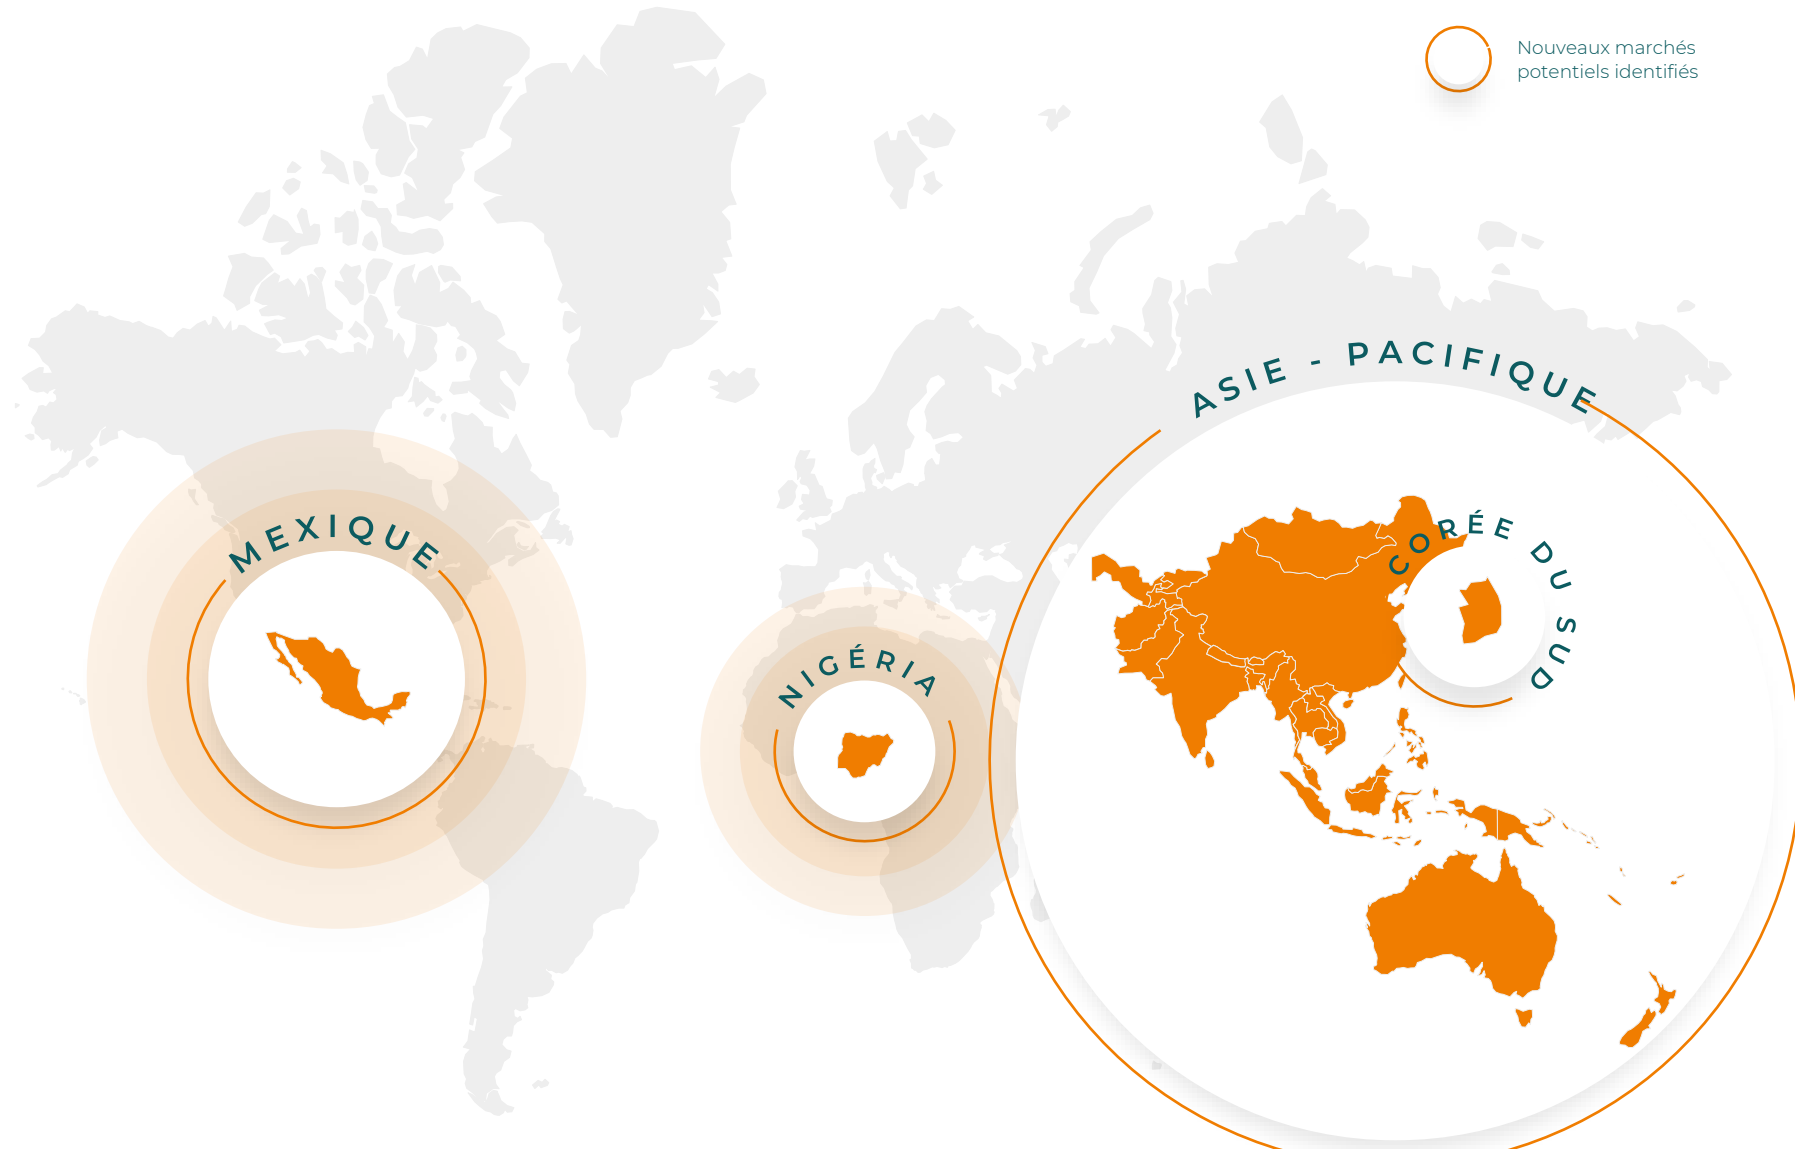 Nouveaux marchés
potentiels identifiés
ASIE - PACIFIQUE
MEXIQUE
CORÉE DU SUD
NIGÉRIA